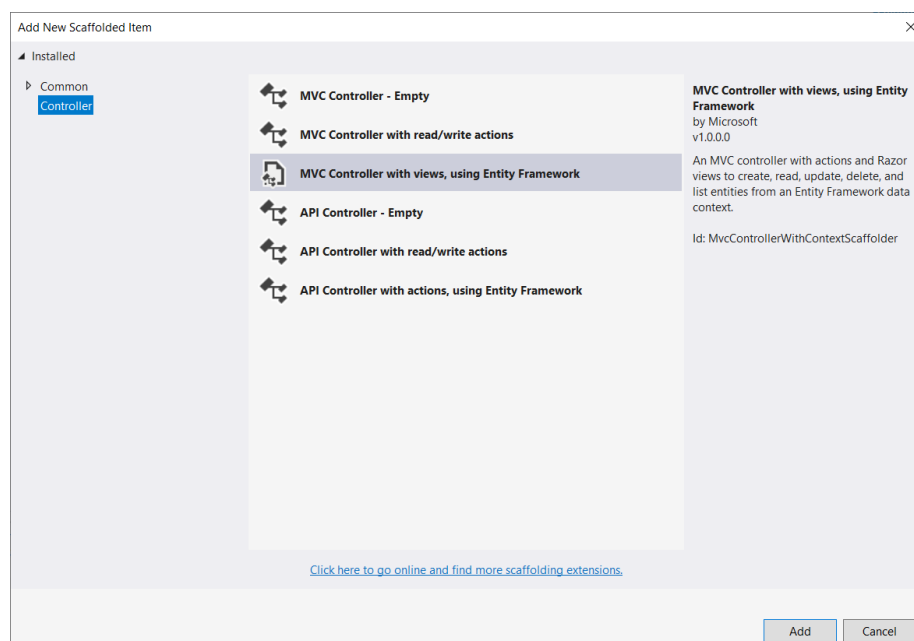 Add New Scaffolded Item
Installed
Common
Controller
MVC Controller - Empty
MVC Controller with read/write actions
MVC Controller with views, using Entity Framework
API Controller - Empty
API Controller with read/write actions
API Controller with actions, using Entity Framework
Click here to go online and find more scaffolding extensions.
MVC Controller with views, using Entity
Framework
by Microsoft
v1.0.0.0
An MVC controller with actions and Razor
views to create, read, update, delete, and
list entities from an Entity Framework data
context.
Id: MvcControllerWithContextScaffolder
Add
Cancel